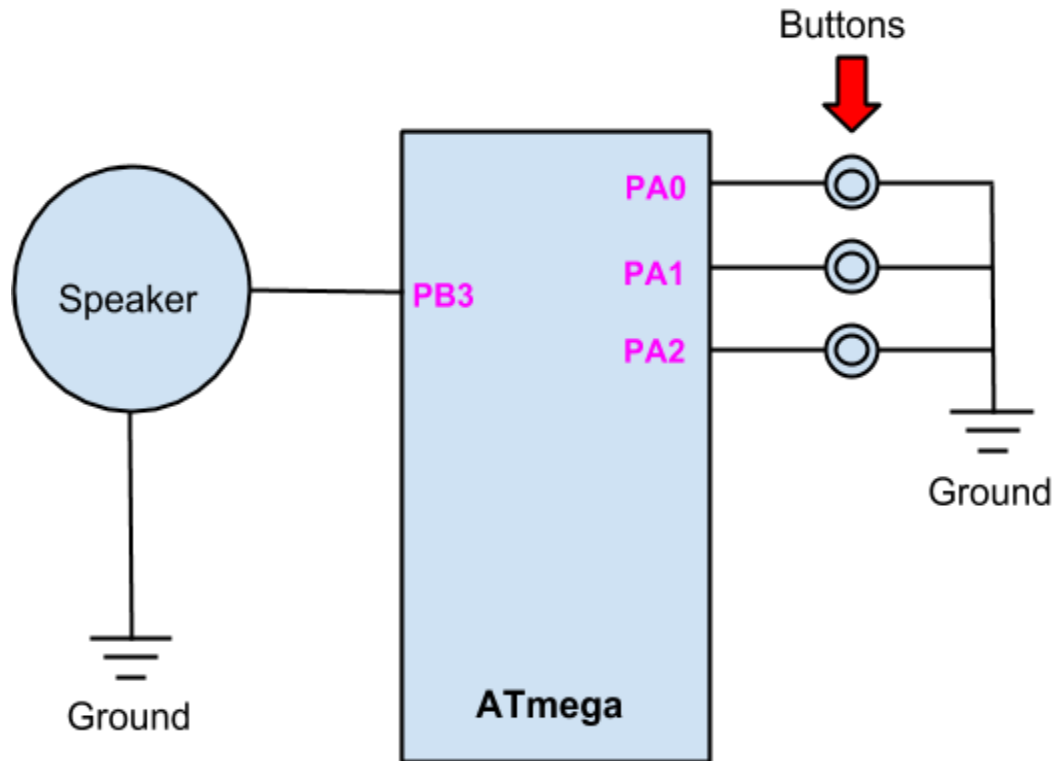 Buttons
PA0
PA1
Speaker
PB3
PA2
Ground
ATmega
Ground